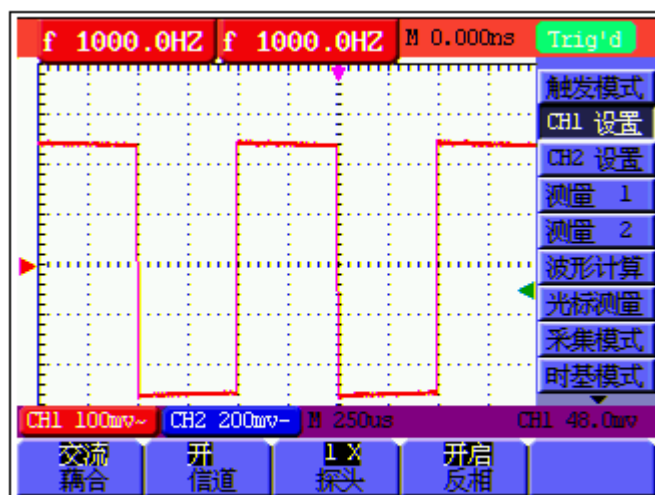 f 1000.0HZ f 1000.0HZ M 0.000ns Trig'd
触发模式
CH1 设置
CH2 设置
测量 1
测量 2
波形计算
光标测量
采集模式
时基模式
CH1 100mv~ CH2 200mv- M 250us CH1 48.0mv
交流 开 1 X 开启
藕合 信道 探头 反相